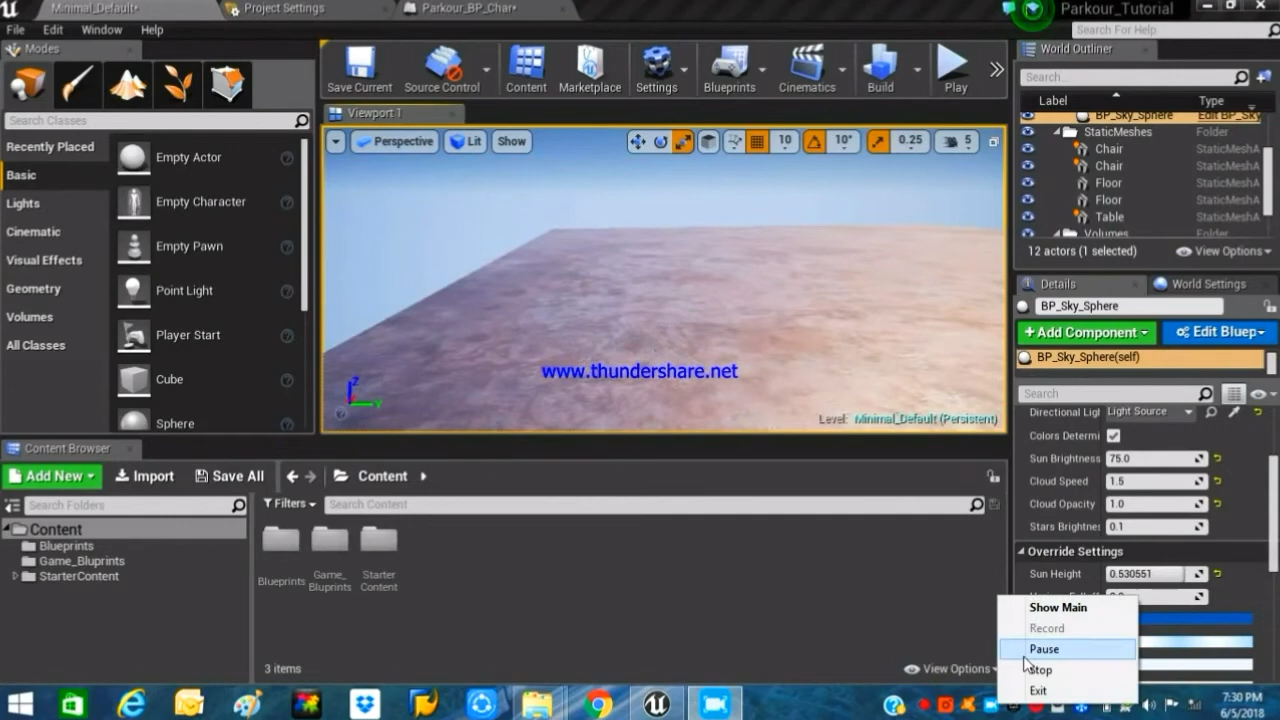 Minimal_Default*
Project Settings
Parkour_BP_Char*
Parkour_Tutorial
File Edit Window Help
Search For Help
Modes
Save Current
Source Control
Content
Marketplace
Settings
Blueprints
Cinematics
Build
Play
World Outliner
Search...
Label
Type
Search Classes
Viewport 1
BP_Sky_Sphere
Edit BP_Sky
StaticMeshes
Folder
Chair
StaticMeshA
Chair
StaticMeshA
Floor
StaticMeshA
Floor
StaticMeshA
Table
StaticMeshA
Volumes
Folder
12 actors (1 selected)
View Options
Recently Placed
Basic
Lights
Cinematic
Visual Effects
Geometry
Volumes
All Classes
Empty Actor
Empty Character
Empty Pawn
Point Light
Player Start
Cube
Sphere
Perspective
Lit
Show
10
10°
0.25
5
www.thundershare.net
Level: Minimal_Default (Persistent)
Details
World Settings
BP_Sky_Sphere
+ Add Component
Edit Bluep
BP_Sky_Sphere(self)
Search
Directional Ligl
Light Source
Colors Determi
Sun Brightness
75.0
Cloud Speed
1.5
Cloud Opacity
1.0
Stars Brightne
0.1
Override Settings
Sun Height
0.530551
Content Browser
Add New
Import
Save All
Content
Search Folders
Filters
Search Content
Content
Blueprints
Game_Bluprints
StarterContent
Blueprints
Game_
Bluprints
Starter
Content
3 items
View Options
Show Main
Record
Pause
Stop
Exit
7:30 PM
6/5/2018